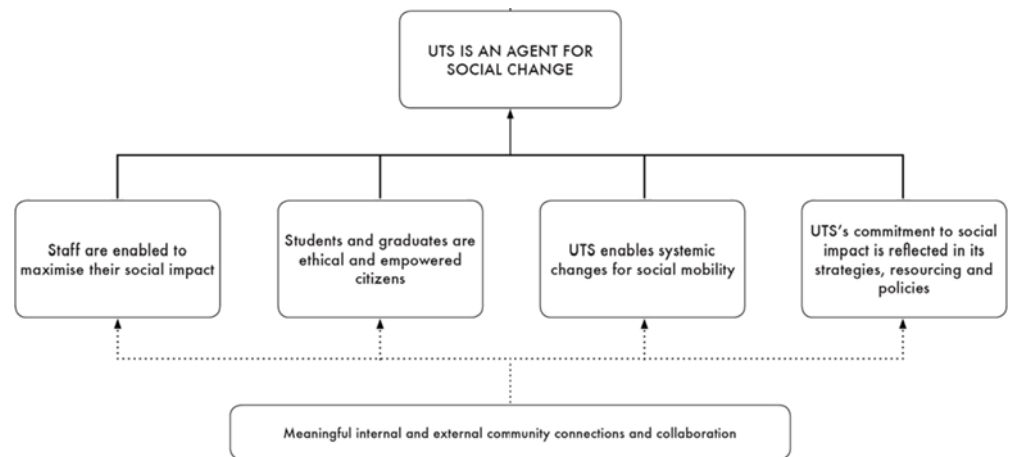 UTS IS AN AGENT FOR
SOCIAL CHANGE
Staff are enabled to
maximise their social impact
Students and graduates are
ethical and empowered
citizens
UTS enables systemic
changes for social mobility
UTS's commitment to social
impact is reflected in its
strategies, resourcing and
policies
Meaningful internal and external community connections and collaboration